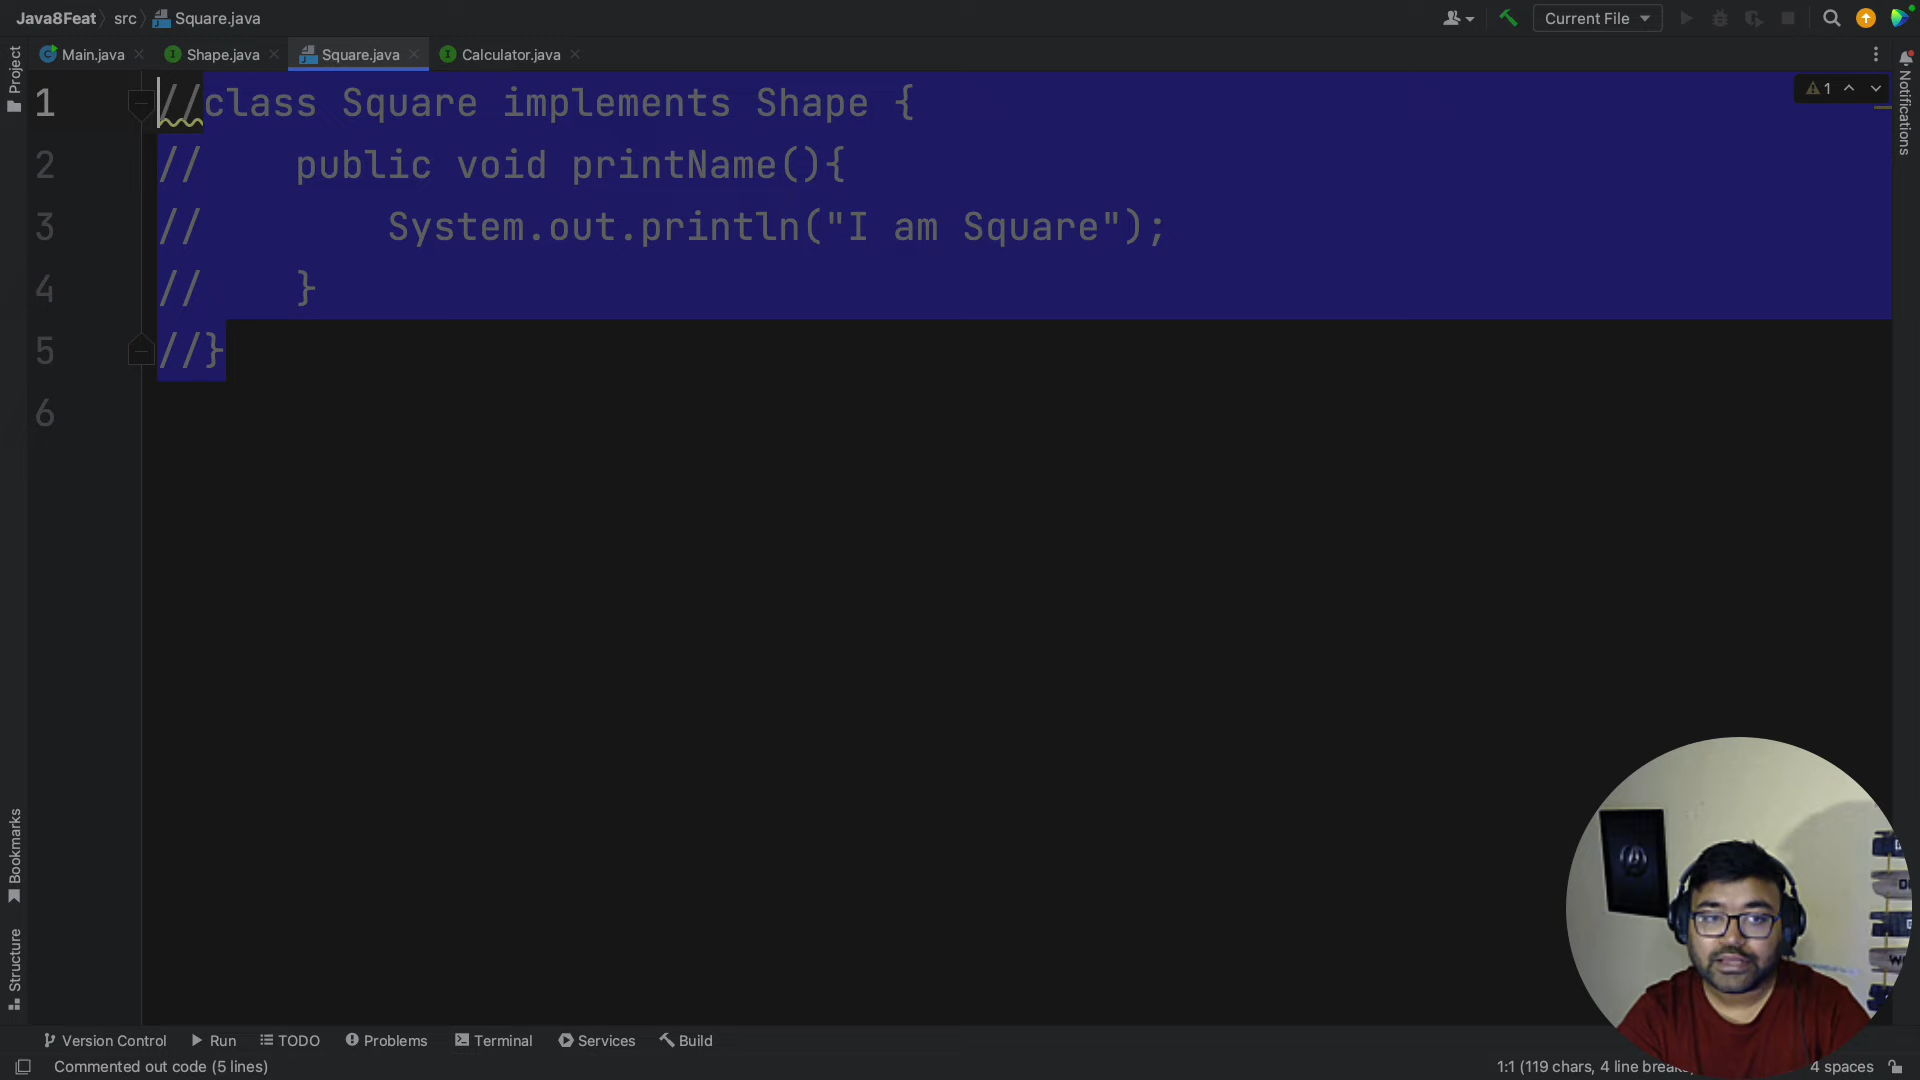 Java8Feat src Square.java Current File
Main.java Shape.java Square.java Calculator.java
Project
Notifications
1 //class Square implements Shape { 1
2 //    public void printName(){
3 //        System.out.println("I am Square");
4 //    }
5 //}
6
Bookmarks
Structure
Version Control Run TODO Problems Terminal Services Build
Commented out code (5 lines) 1:1 (119 chars, 4 line 4 spaces